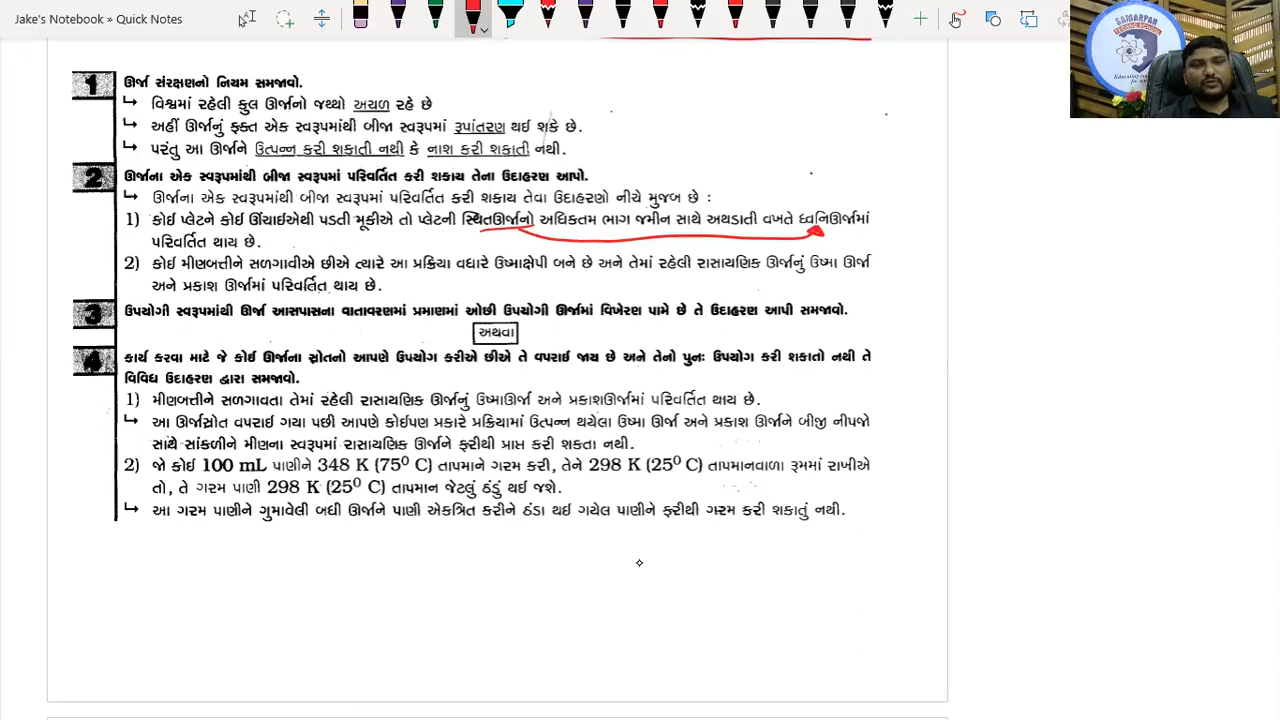 Jake's Notebook » Quick Notes
SAMARPAN
TECHNO SCHOOL
1 ઊર્જા સંરક્ષણનો નિયમ સમજાવો.
↳ વિશ્વમાં રહેલી કુલ ઊર્જાનો જથ્થો અચળ રહે છે
↳ અહીં ઊર્જાનું ફક્ત એક સ્વરૂપમાંથી બીજા સ્વરૂપમાં રૂપાંતરણ થઈ શકે છે.
↳ પરંતુ આ ઊર્જાને ઉત્પન્ન કરી શકાતી નથી કે નાશ કરી શકાતી નથી.
2 ઊર્જાના એક સ્વરૂપમાંથી બીજા સ્વરૂપમાં પરિવર્તિત કરી શકાય તેના ઉદાહરણ આપો.
↳ ઊર્જાના એક સ્વરૂપમાંથી બીજા સ્વરૂપમાં પરિવર્તિત કરી શકાય તેવા ઉદાહરણો નીચે મુજબ છે :
1) કોઈ પ્લેટને કોઈ ઊંચાઈએથી પડતી મૂકીએ તો પ્લેટની સ્થિતઊર્જાનો અધિકતમ ભાગ જમીન સાથે અથડાતી વખતે ધ્વનિઊર્જામાં
પરિવર્તિત થાય છે.
2) કોઈ મીણબત્તીને સળગાવીએ છીએ ત્યારે આ પ્રક્રિયા વધારે ઉષ્માક્ષેપી બને છે અને તેમાં રહેલી રાસાયણિક ઊર્જાનું ઉષ્મા ઊર્જા
અને પ્રકાશ ઊર્જામાં પરિવર્તિત થાય છે.
3 ઉપયોગી સ્વરૂપમાંથી ઊર્જા આસપાસના વાતાવરણમાં પ્રમાણમાં ઓછી ઉપયોગી ઊર્જામાં વિખેરણ પામે છે તે ઉદાહરણ આપી સમજાવો.
અથવા
4 કાર્ય કરવા માટે જે કોઈ ઊર્જાના સ્રોતનો આપણે ઉપયોગ કરીએ છીએ તે વપરાઈ જાય છે અને તેનો પુનઃ ઉપયોગ કરી શકાતો નથી તે
વિવિધ ઉદાહરણ દ્વારા સમજાવો.
1) મીણબત્તીને સળગાવતા તેમાં રહેલી રાસાયણિક ઊર્જાનું ઉષ્માઊર્જા અને પ્રકાશઊર્જામાં પરિવર્તિત થાય છે.
↳ આ ઊર્જાસ્રોત વપરાઈ ગયા પછી આપણે કોઈપણ પ્રકારે પ્રક્રિયામાં ઉત્પન્ન થયેલા ઉષ્મા ઊર્જા અને પ્રકાશ ઊર્જાને બીજી નીપજો
સાથે સાંકળીને મીણના સ્વરૂપમાં રાસાયણિક ઊર્જાને ફરીથી પ્રાપ્ત કરી શકતા નથી.
2) જો કોઈ 100 mL પાણીને 348 K (75⁰ C) તાપમાને ગરમ કરી, તેને 298 K (25⁰ C) તાપમાનવાળા રૂમમાં રાખીએ
તો, તે ગરમ પાણી 298 K (25⁰ C) તાપમાન જેટલું ઠંડું થઈ જશે.
↳ આ ગરમ પાણીને ગુમાવેલી બધી ઊર્જાને પાણી એકત્રિત કરીને ઠંડા થઈ ગયેલ પાણીને ફરીથી ગરમ કરી શકાતું નથી.